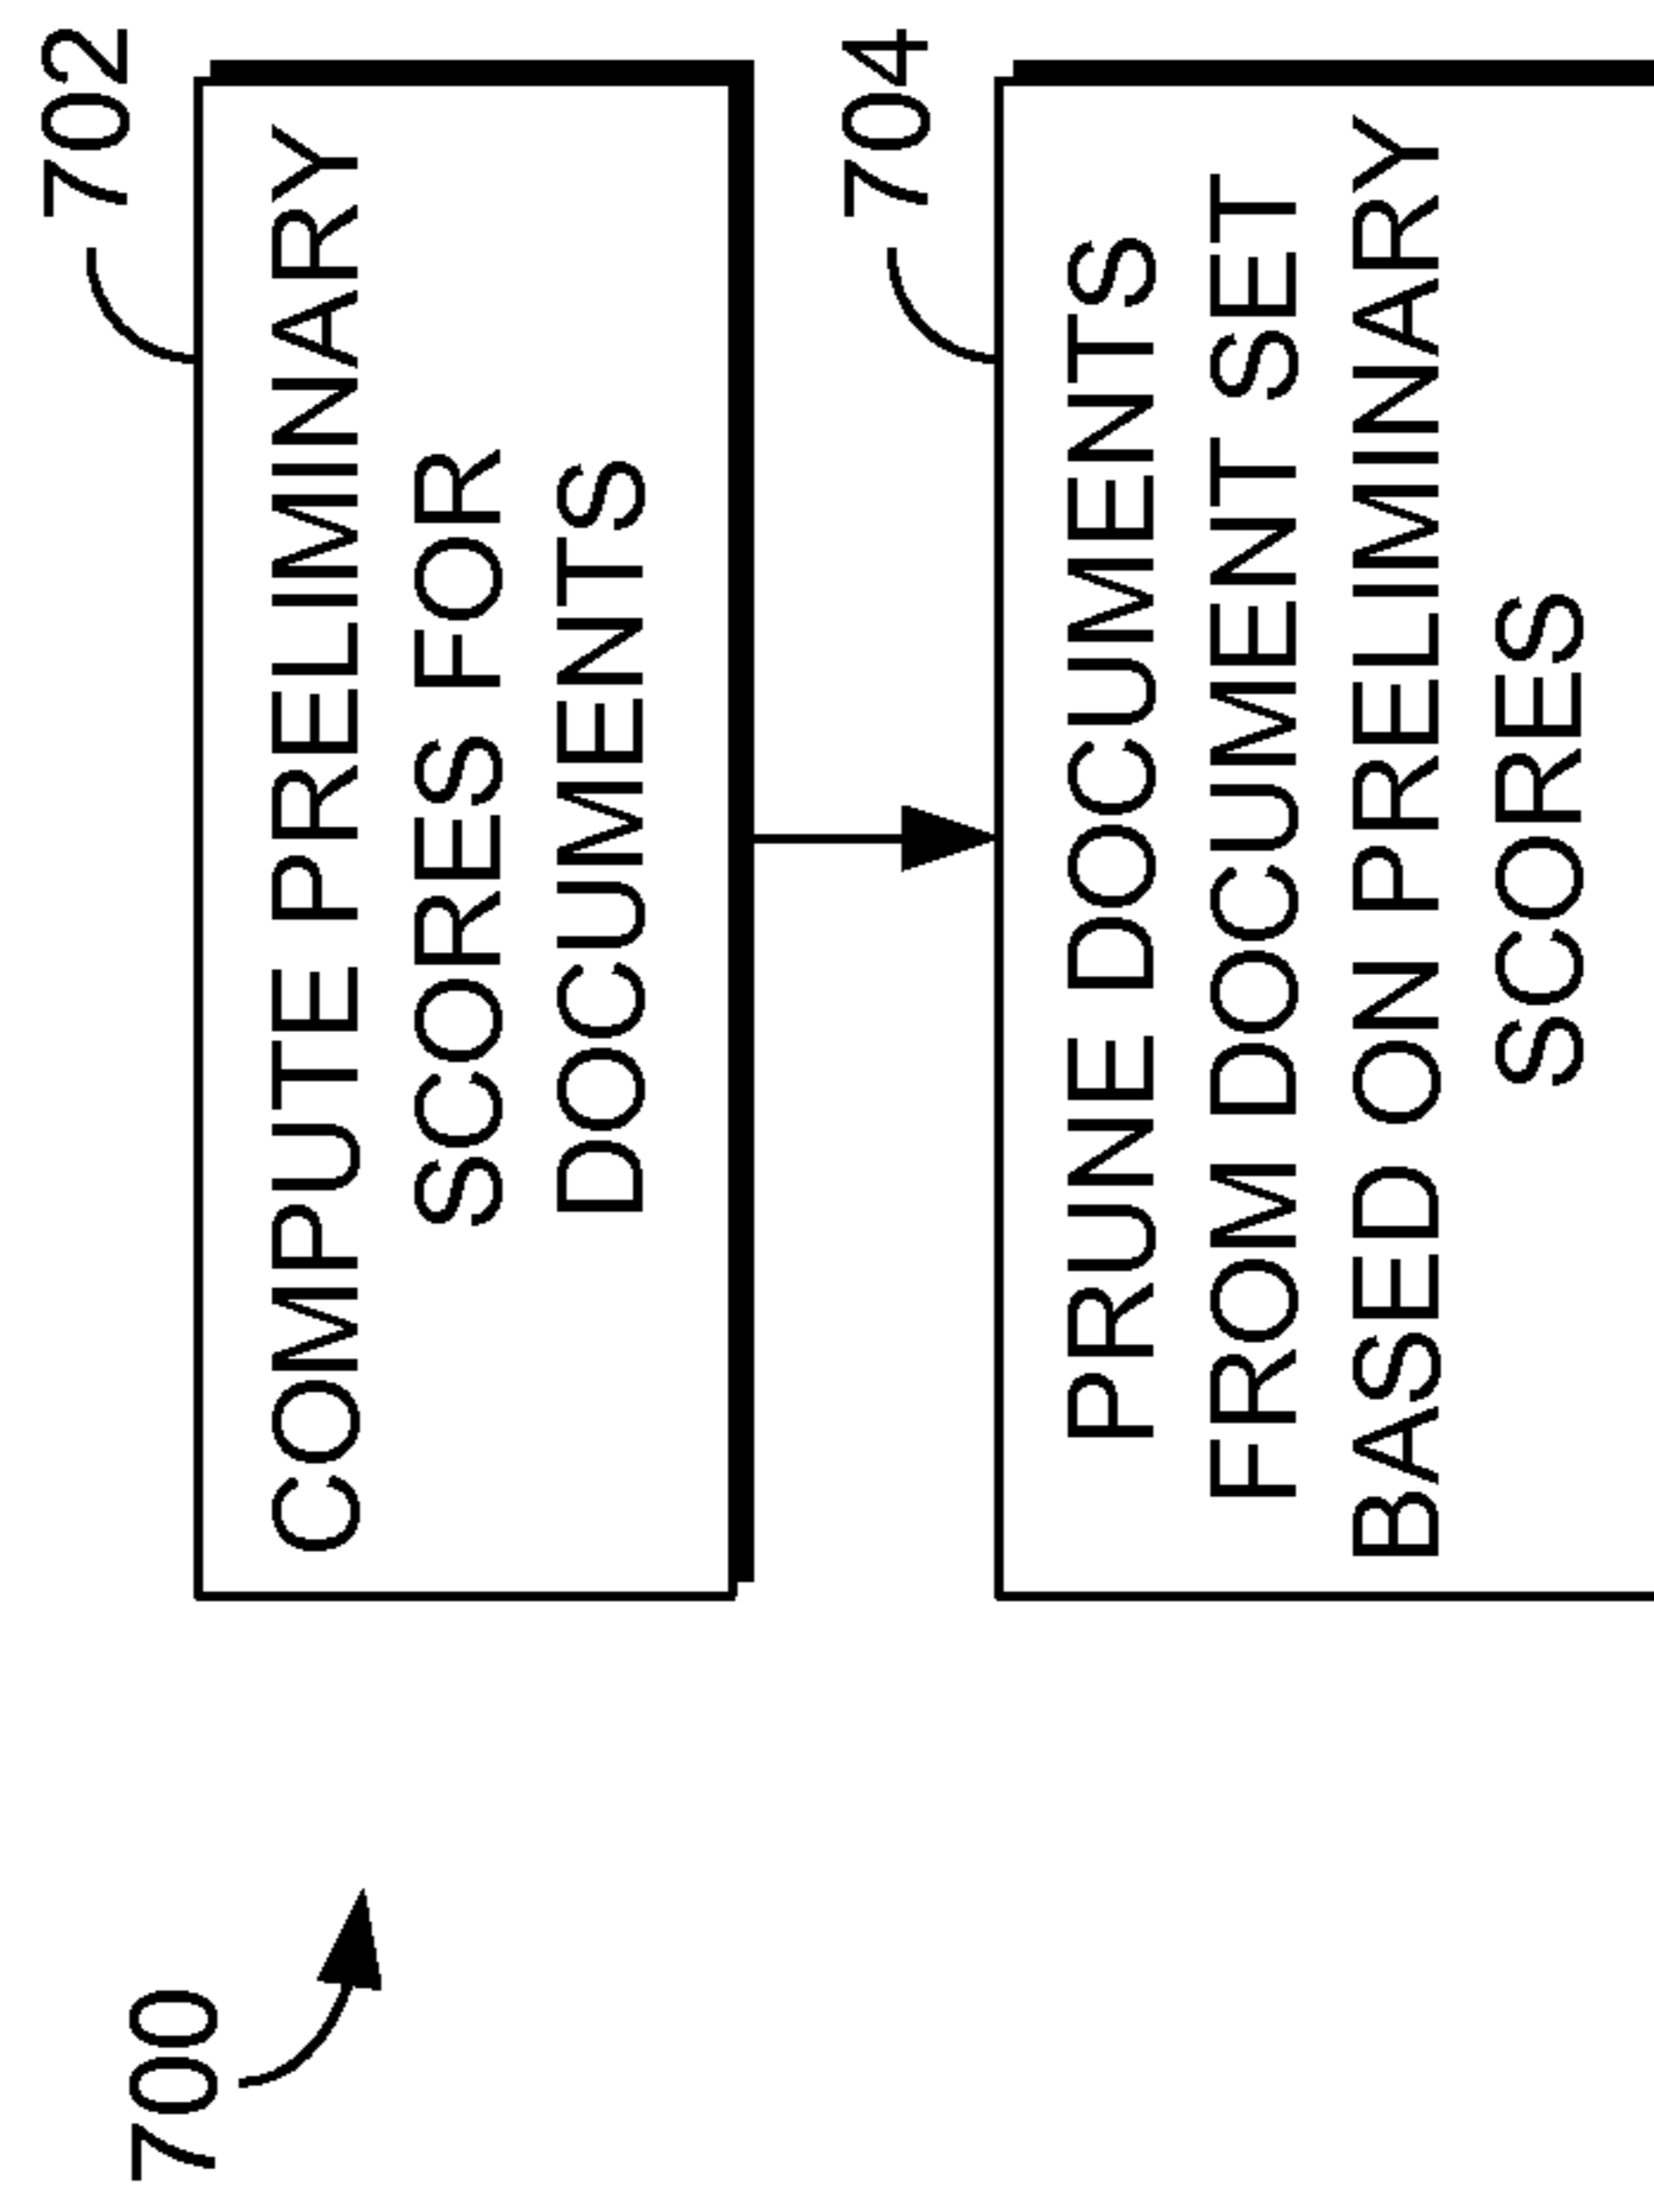 700
702
COMPUTE PRELIMINARY
SCORES FOR
DOCUMENTS
704
PRUNE DOCUMENTS
FROM DOCUMENT SET
BASED ON PRELIMINARY
SCORES